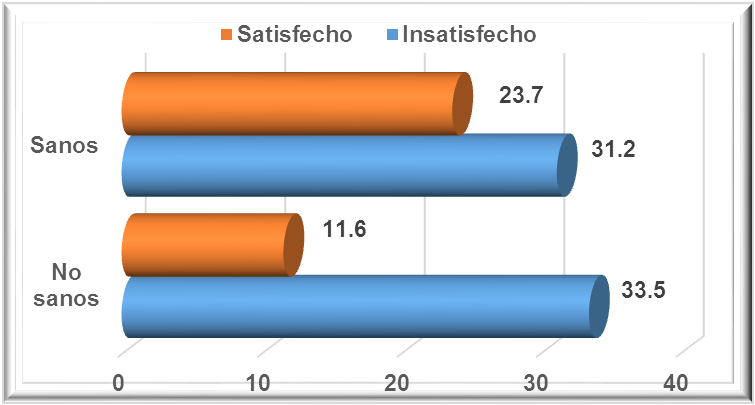 Satisfecho Insatisfecho
Sanos
23.7
31.2
No
sanos
11.6
33.5
0 10 20 30 40